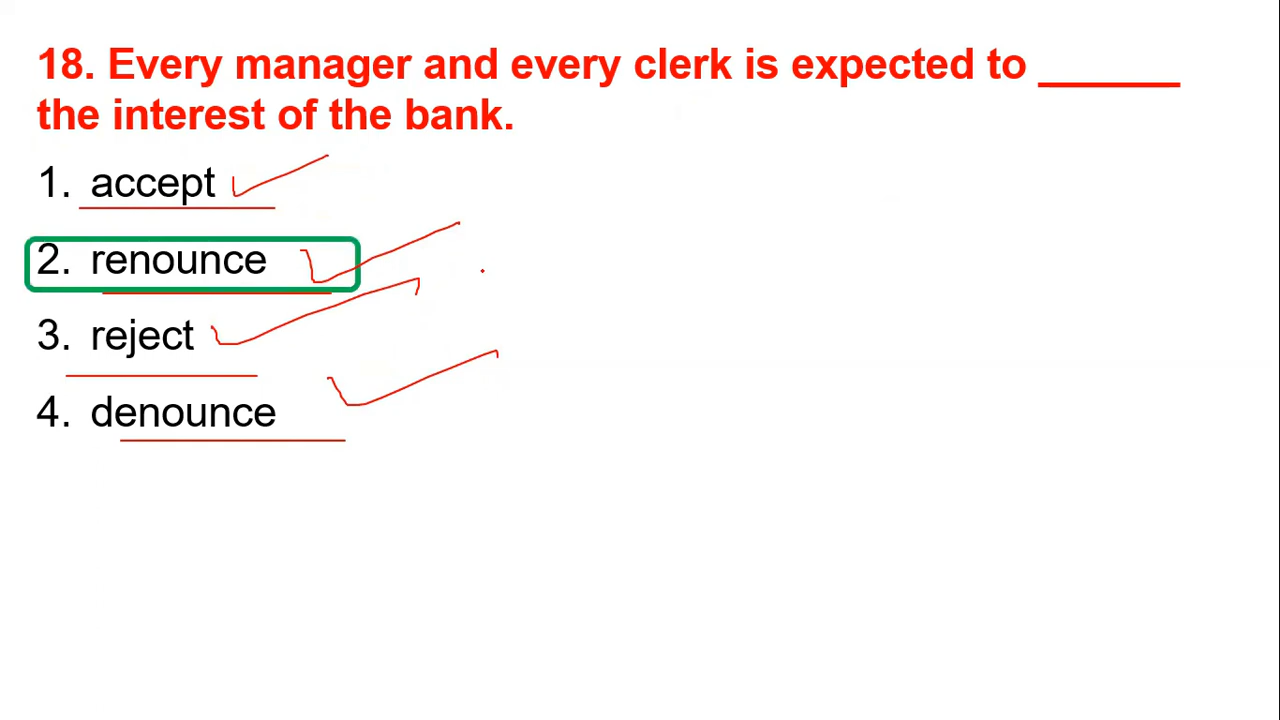 18. Every manager and every clerk is expected to ______
the interest of the bank.
1. accept
2. renounce
3. reject
4. denounce